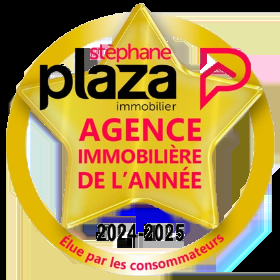 stéphane
plaza
immobilier
AGENCE
IMMOBILIÈRE
DE L'ANNÉE
2024-2025
Élue par les consommateurs